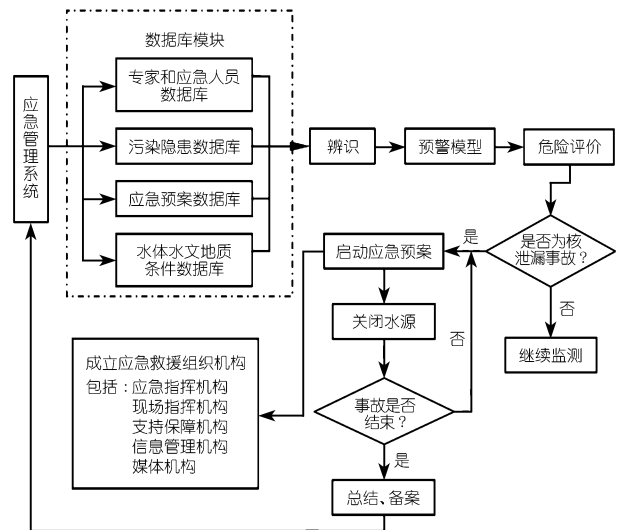 数据库模块
应急管理系统
专家和应急人员
数据库
污染隐患数据库
应急预案数据库
水体水文地质
条件数据库
辨识
预警模型
危险评价
是否为核
泄漏事故？
是
否
继续监测
启动应急预案
关闭水源
否
事故是否
结束？
是
总结、备案
成立应急救援组织机构
包括：应急指挥机构
现场指挥机构
支持保障机构
信息管理机构
媒体机构